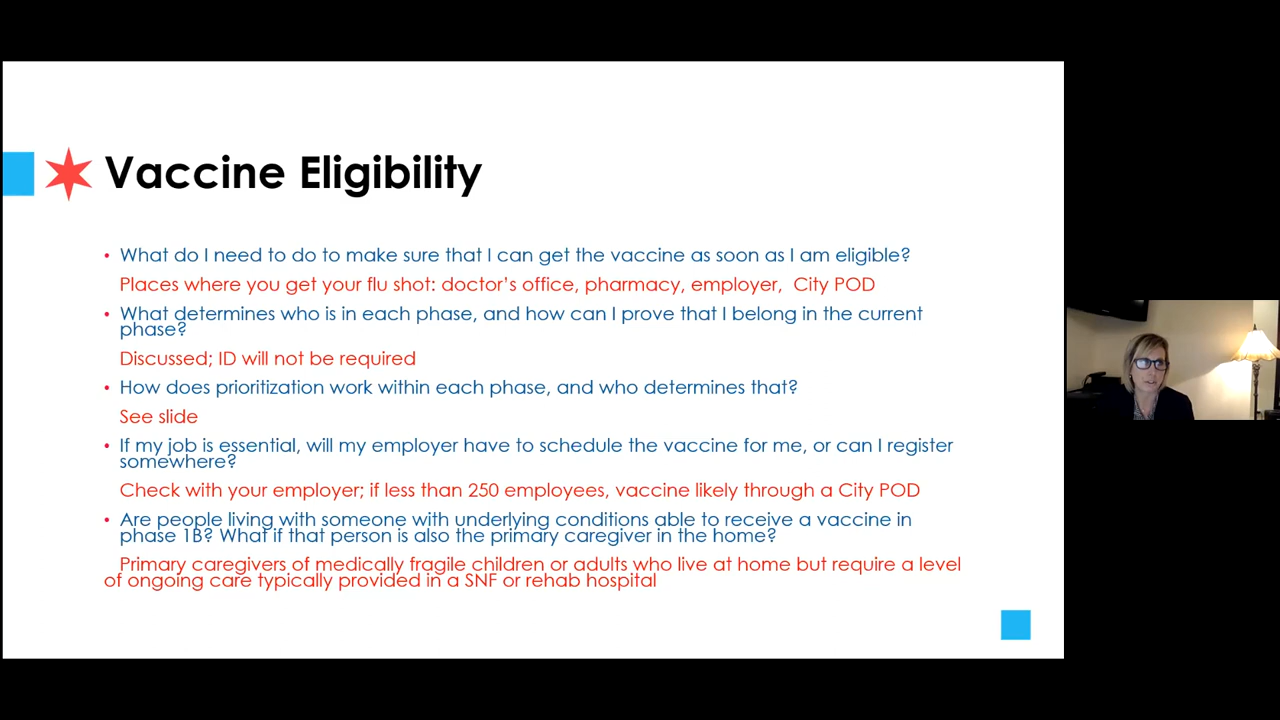 Vaccine Eligibility
• What do I need to do to make sure that I can get the vaccine as soon as I am eligible?
Places where you get your flu shot: doctor's office, pharmacy, employer,  City POD
• What determines who is in each phase, and how can I prove that I belong in the current
phase?
Discussed; ID will not be required
• How does prioritization work within each phase, and who determines that?
See slide
• If my job is essential, will my employer have to schedule the vaccine for me, or can I register
somewhere?
Check with your employer; if less than 250 employees, vaccine likely through a City POD
• Are people living with someone with underlying conditions able to receive a vaccine in
phase 1B? What if that person is also the primary caregiver in the home?
Primary caregivers of medically fragile children or adults who live at home but require a level
of ongoing care typically provided in a SNF or rehab hospital